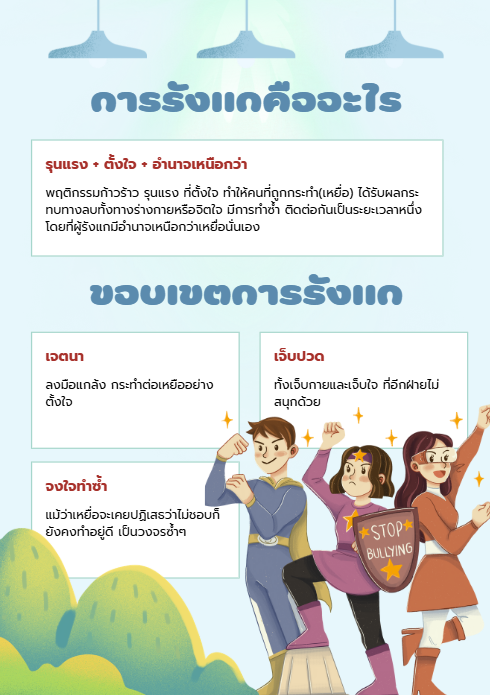 การรังแกคืออะไร
รุนแรง + ตั้งใจ + อำนาจเหนือกว่า
พฤติกรรมก้าวร้าว รุนแรง ที่ตั้งใจ ทำให้คนที่ถูกกระทำ(เหยื่อ) ได้รับผลกระ
ทบทางลบทั้งทางร่างกายหรือจิตใจ มีการทำซ้ำ ติดต่อกันเป็นระยะเวลาหนึ่ง
โดยที่ผู้รังแกมีอำนาจเหนือกว่าเหยื่อนั่นเอง
ขอบเขตการรังแก
เจตนา
ลงมือแกล้ง กระทำต่อเหยืออย่าง
ตั้งใจ
เจ็บปวด
ทั้งเจ็บกายและเจ็บใจ ที่อีกฝ่ายไม่
สนุกด้วย
จงใจทำซ้ำ
แม้ว่าเหยื่อจะเคยปฏิเสธว่าไม่ชอบก็
ยังคงทำอยู่ดี เป็นวงจรซ้ำๆ
STOP
BULLYING